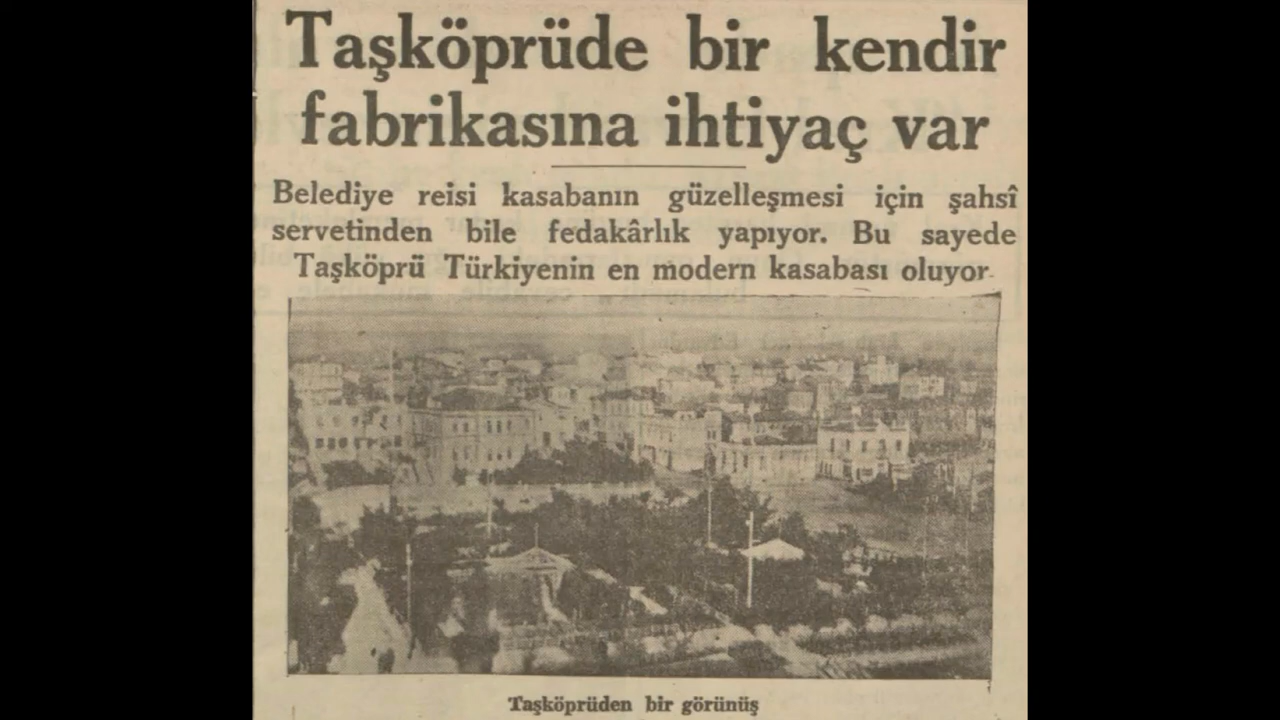 Taşköprüde bir kendir
fabrikasına ihtiyaç var
Belediye reisi kasabanın güzelleşmesi için şahsî
servetinden bile fedakârlık yapıyor. Bu sayede
Taşköprü Türkiyenin en modern kasabası oluyor
Taşköprüden bir görünüş